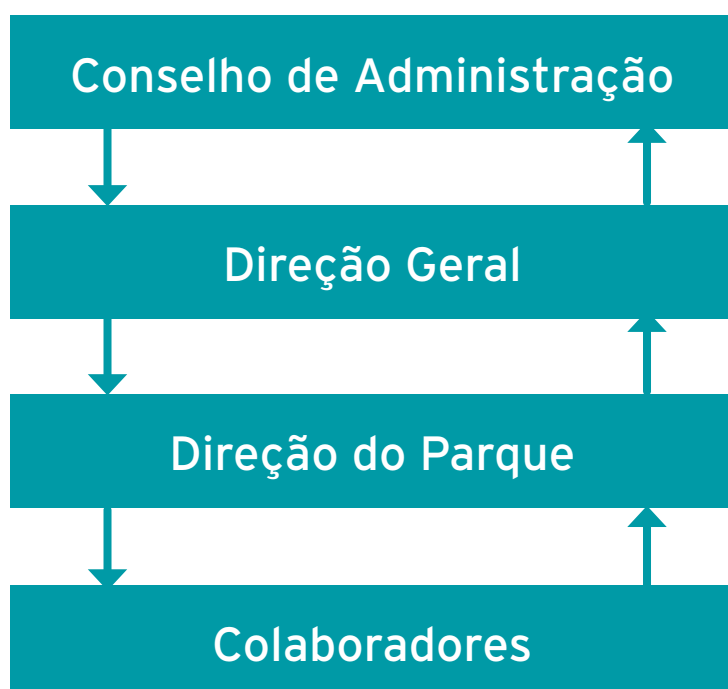 Conselho de Administração
Direção Geral
Direção do Parque
Colaboradores